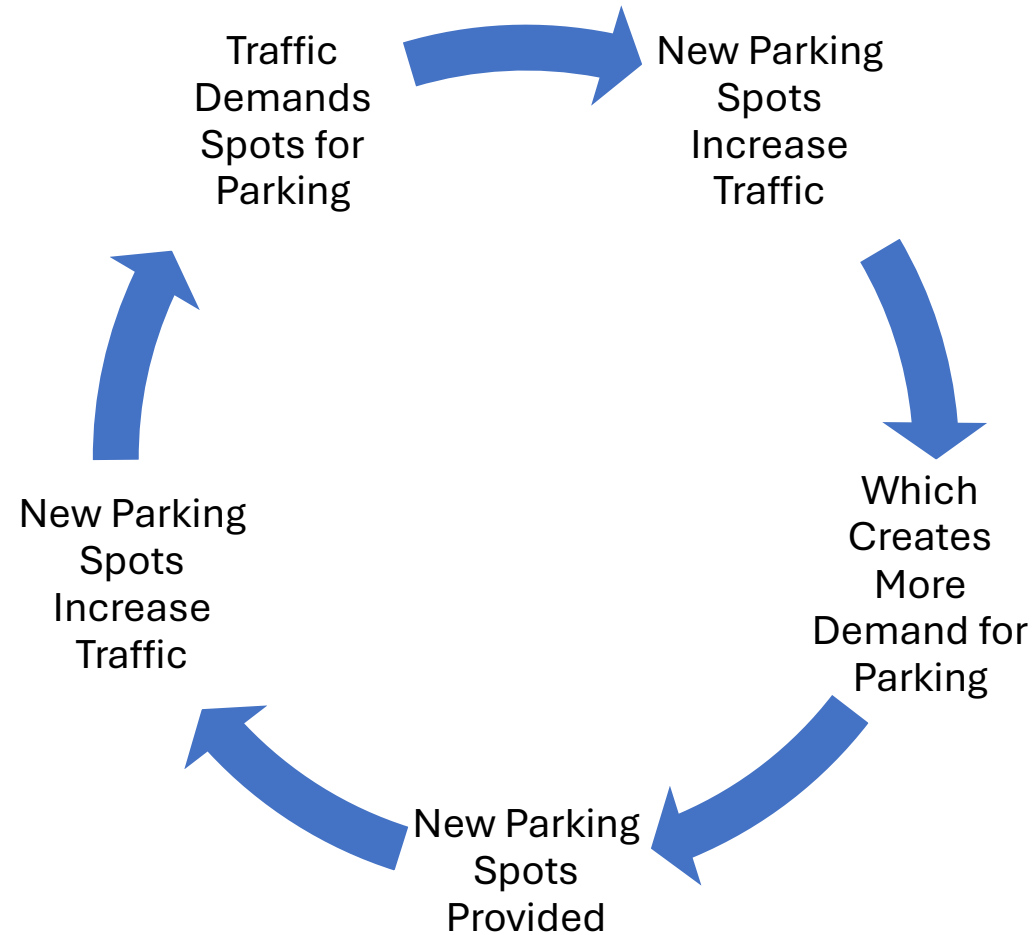 Traffic
Demands
Spots for
Parking
New Parking
Spots
Increase
Traffic
Which
Creates
More
Demand for
Parking
New Parking
Spots
Provided
New Parking
Spots
Increase
Traffic